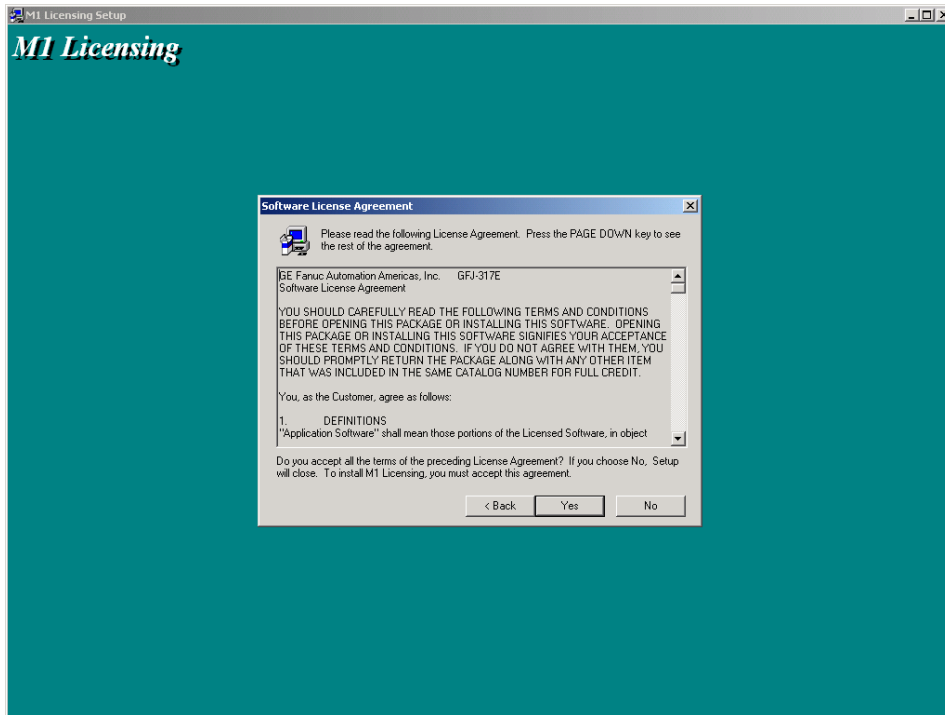 M1 Licensing Setup
M1 Licensing
Software License Agreement
Please read the following License Agreement. Press the PAGE DOWN key to see
the rest of the agreement.
GE Fanuc Automation Americas, Inc. GFJ-317E
Software License Agreement
YOU SHOULD CAREFULLY READ THE FOLLOWING TERMS AND CONDITIONS
BEFORE OPENING THIS PACKAGE OR INSTALLING THIS SOFTWARE. OPENING
THIS PACKAGE OR INSTALLING THIS SOFTWARE SIGNIFIES YOUR ACCEPTANCE
OF THESE TERMS AND CONDITIONS. IF YOU DO NOT AGREE WITH THEM, YOU
SHOULD PROMPTLY RETURN THE PACKAGE ALONG WITH ANY OTHER ITEM
THAT WAS INCLUDED IN THE SAME CATALOG NUMBER FOR FULL CREDIT.
You, as the Customer, agree as follows:
1. DEFINITIONS
"Application Software" shall mean those portions of the Licensed Software, in object
Do you accept all the terms of the preceding License Agreement? If you choose No, Setup
will close. To install M1 Licensing, you must accept this agreement.
< Back Yes No